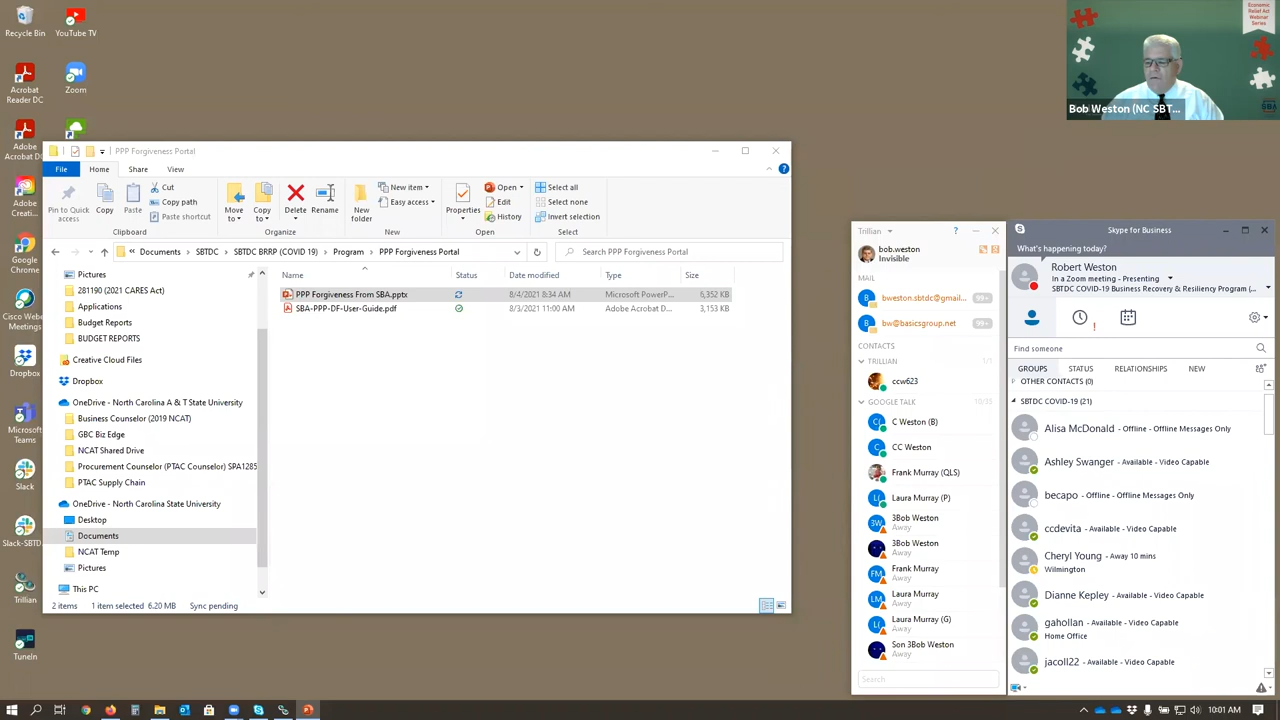 Recycle Bin
YouTube TV
Acrobat
Reader DC
Zoom
Adobe
Acrobat D
Adobe
Creati...
Google
Chrome
Cisco Webe
Meetings
Dropbox
Microsoft
Teams
Slack
Slack-SBTD
Trillian
TuneIn
PPP Forgiveness Portal
File
Home
Share
View
Pin to Quick
access
Copy
Paste
Cut
Copy path
Paste shortcut
Clipboard
Move
to
Copy
to
Delete
Rename
Organize
New
folder
New item
Easy access
New
Properties
Open
Edit
History
Open
Select all
Select none
Invert selection
Select
« Documents > SBTDC > SBTDC BRRP (COVID 19) > Program > PPP Forgiveness Portal
Search PPP Forgiveness Portal
Pictures
281190 (2021 CARES Act)
Applications
Budget Reports
BUDGET REPORTS
Creative Cloud Files
Dropbox
OneDrive - North Carolina A & T State University
Business Counselor (2019 NCAT)
GBC Biz Edge
NCAT Shared Drive
Procurement Counselor (PTAC Counselor) SPA1285
PTAC Supply Chain
OneDrive - North Carolina State University
Desktop
Documents
NCAT Temp
Pictures
This PC
Name Status Date modified Type Size
PPP Forgiveness From SBA.pptx 8/4/2021 8:34 AM Microsoft PowerP... 6,352 KB
SBA-PPP-DF-User-Guide.pdf 8/3/2021 11:00 AM Adobe Acrobat D... 3,153 KB
2 items 1 item selected 6.20 MB Sync pending
Economic
Relief Act
Webinar
Series
SBA
Bob Weston (NC SBT...
Trillian
bob.weston
Invisible
MAIL
bweston.sbtdc@gmail... 99+
bw@basicsgroup.net 99+
CONTACTS
TRILLIAN 1/1
ccw623
GOOGLE TALK
C Weston (B)
CC Weston
Frank Murray (QLS)
Laura Murray (P)
3Bob Weston
Away
3Bob Weston
Away
Frank Murray
Away
Laura Murray
Away
Laura Murray (G)
Away
Son 3Bob Weston
Away
Search
Skype for Business
What's happening today?
Robert Weston
In a Zoom meeting - Presenting
SBTDC COVID-19 Business Recovery & Resiliency Program (...
Find someone
GROUPS STATUS RELATIONSHIPS NEW
OTHER CONTACTS (0)
SBTDC COVID-19 (21)
Alisa McDonald - Offline - Offline Messages Only
Ashley Swanger - Available - Video Capable
becapo - Offline - Offline Messages Only
ccdevita - Available - Video Capable
Cheryl Young - Away 10 mins
Wilmington
Dianne Kepley - Available - Video Capable
gahollan - Available - Video Capable
Home Office
jacoll22 - Available - Video Capable
10:01 AM